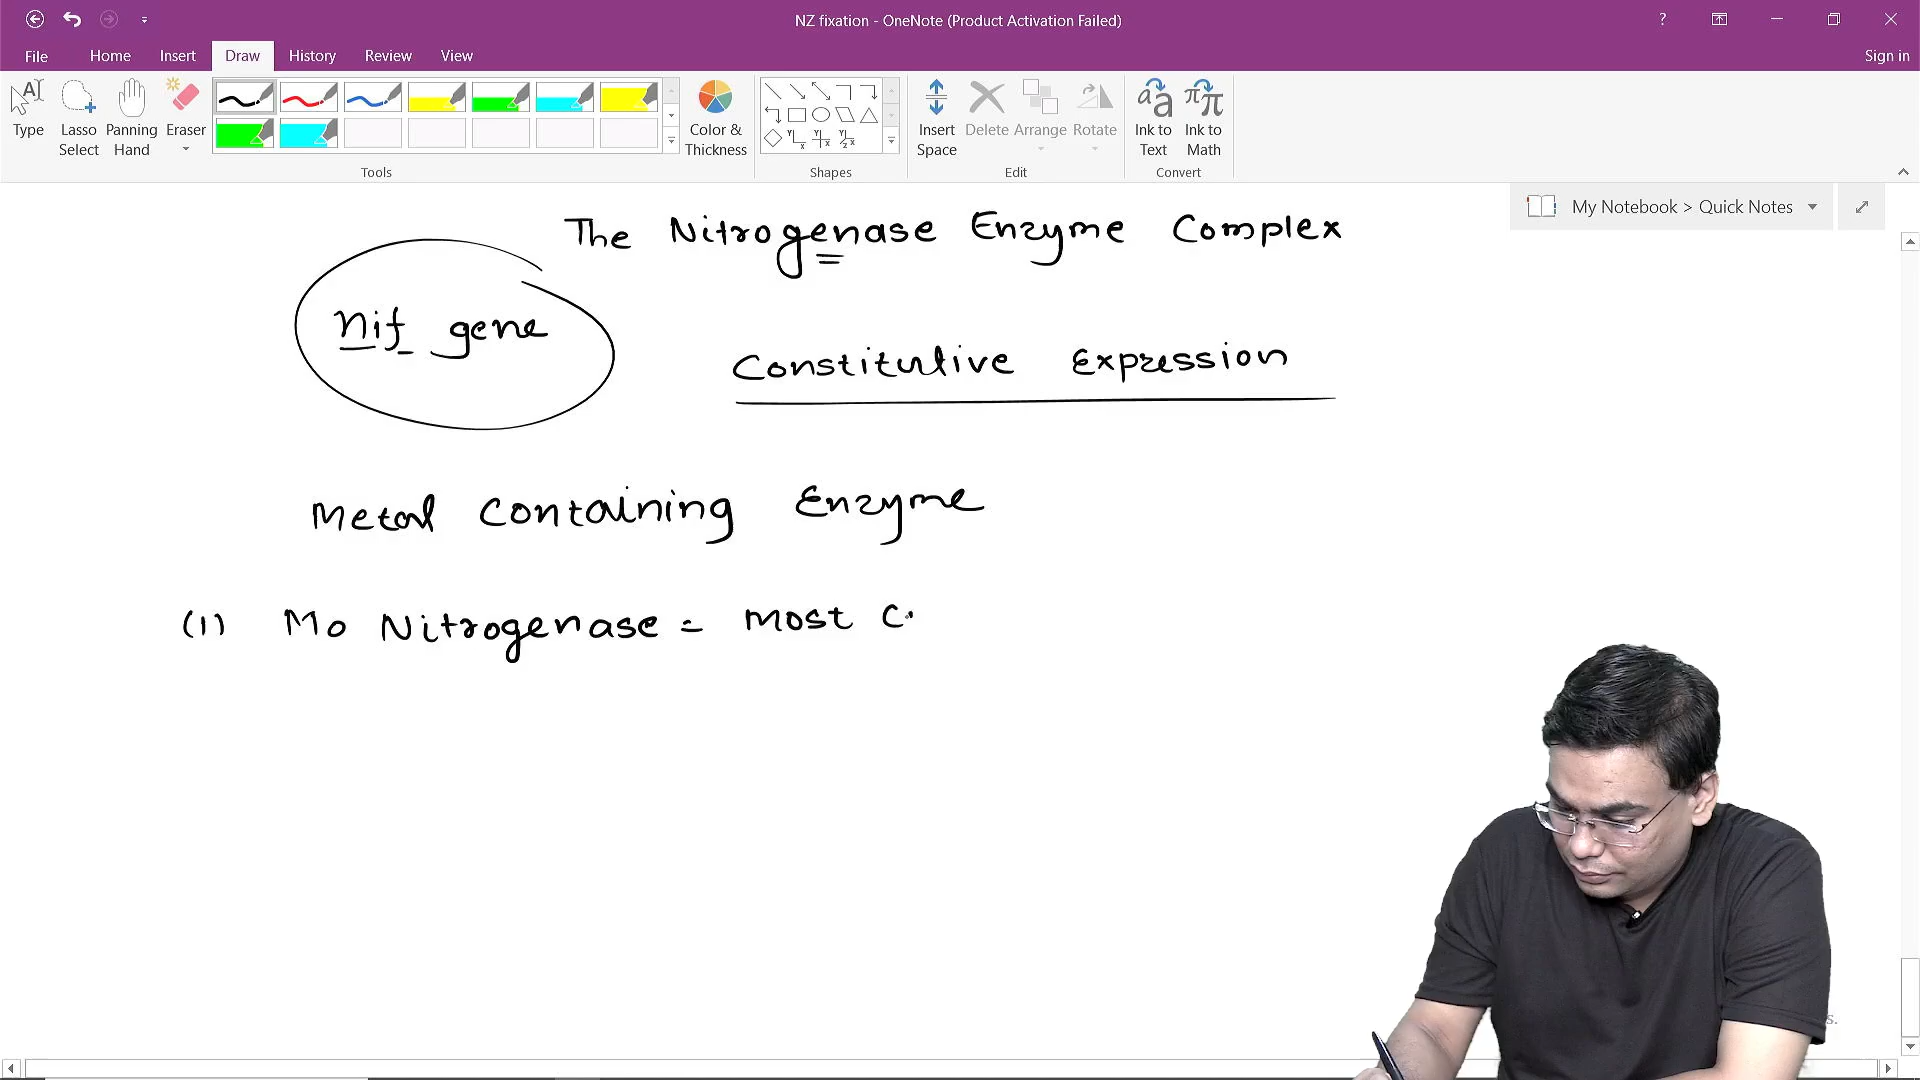 NZ fixation - OneNote (Product Activation Failed)
?
File Home Insert Draw History Review View
Sign in
Type
Lasso Select
Panning Hand
Eraser
Color & Thickness
Insert Space
Delete
Arrange
Rotate
Ink to Text
Ink to Math
Tools
Shapes
Edit
Convert
My Notebook > Quick Notes
The Nitrogenase Enzyme Complex
nif gene
Constitutive Expression
Metal Containing Enzyme
(1) Mo Nitrogenase = most C
s.